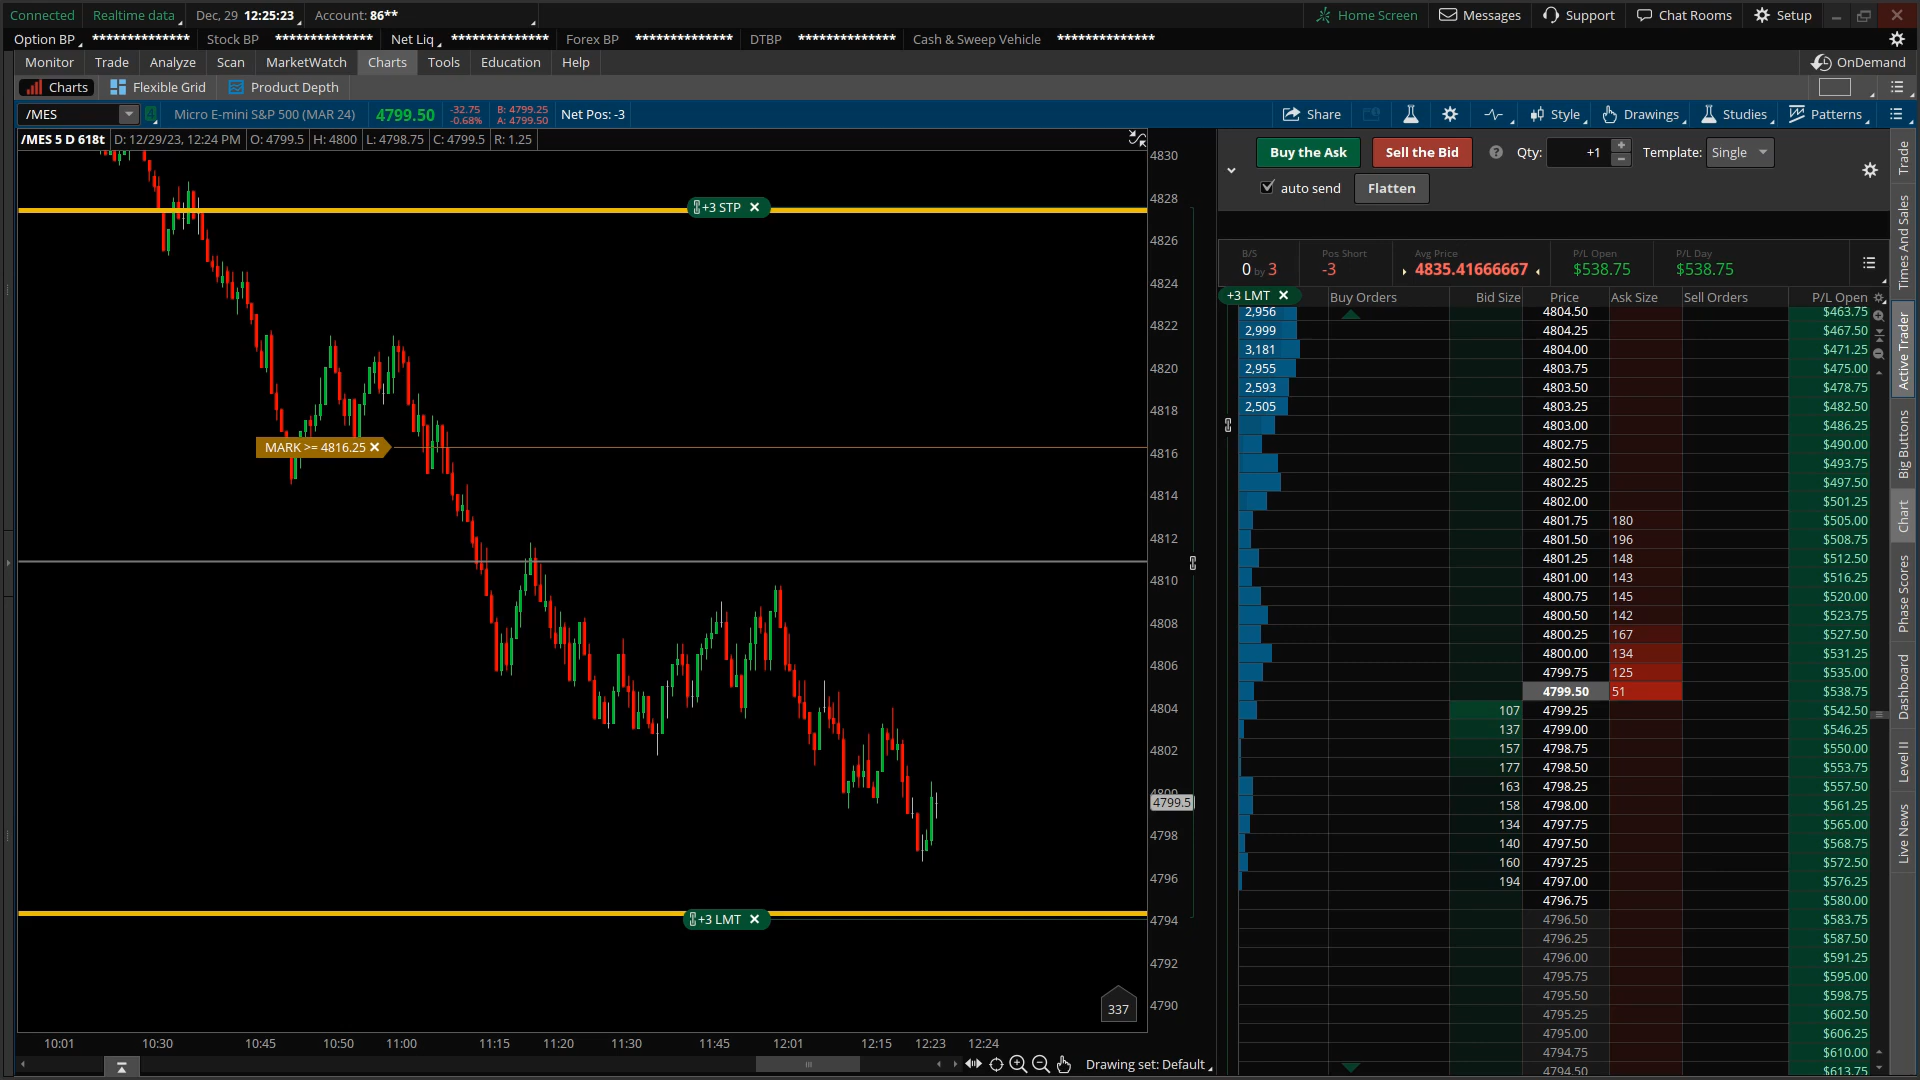 Connected Realtime data Dec, 29 12:25:23 Account: 86** Home Screen Messages Support Chat Rooms Setup
Option BP ************** Stock BP ************** Net Liq ************** Forex BP ************** DTBP ************** Cash & Sweep Vehicle **************
Monitor Trade Analyze Scan MarketWatch Charts Tools Education Help OnDemand
Charts Flexible Grid Product Depth
/MES Micro E-mini S&P 500 (MAR 24) 4799.50 -32.75 -0.68% B: 4799.25 A: 4799.50 Net Pos: -3 Share Style Drawings Studies Patterns
/MES 5 D 618t D: 12/29/23, 12:24 PM O: 4799.5 H: 4800 L: 4798.75 C: 4799.5 R: 1.25
Buy the Ask Sell the Bid Qty: +1 Template: Single
auto send Flatten
B/S Pos Short Avg Price P/L Open P/L Day
0 by 3 -3 4835.41666667 $538.75 $538.75
+3 LMT Buy Orders Bid Size Price Ask Size Sell Orders P/L Open
2,956 4804.50 $463.75
2,999 4804.25 $467.50
3,181 4804.00 $471.25
2,955 4803.75 $475.00
2,593 4803.50 $478.75
2,505 4803.25 $482.50
4803.00 $486.25
4802.75 $490.00
4802.50 $493.75
4802.25 $497.50
4802.00 $501.25
4801.75 180 $505.00
4801.50 196 $508.75
4801.25 148 $512.50
4801.00 143 $516.25
4800.75 145 $520.00
4800.50 142 $523.75
4800.25 167 $527.50
4800.00 134 $531.25
4799.75 125 $535.00
4799.50 51 $538.75
107 4799.25 $542.50
137 4799.00 $546.25
157 4798.75 $550.00
177 4798.50 $553.75
163 4798.25 $557.50
158 4798.00 $561.25
134 4797.75 $565.00
140 4797.50 $568.75
160 4797.25 $572.50
194 4797.00 $576.25
4796.75 $580.00
4796.50 $583.75
4796.25 $587.50
4796.00 $591.25
4795.75 $595.00
4795.50 $598.75
4795.25 $602.50
4795.00 $606.25
4794.75 $610.00
4794.50 $613.75
+3 STP
MARK >= 4816.25
+3 LMT
4830
4828
4826
4824
4822
4820
4818
4816
4814
4812
4810
4808
4806
4804
4802
4799.5
4798
4796
4794
4792
4790
337
10:01 10:30 10:45 10:50 11:00 11:15 11:20 11:30 11:45 12:01 12:15 12:23 12:24
Drawing set: Default
Trade
Times And Sales
Active Trader
Big Buttons
Chart
Phase Scores
Dashboard
Level II
Live News